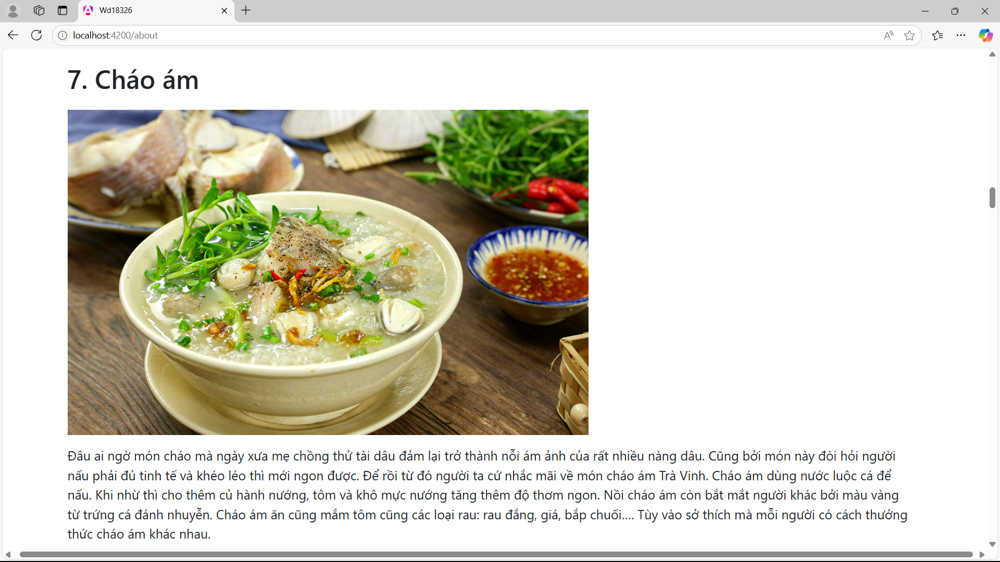 Wd18326
localhost:4200/about
7. Cháo ám
Đâu ai ngờ món cháo mà ngày xưa mẹ chồng thử tài dâu đảm lại trở thành nỗi ám ảnh của rất nhiều nàng dâu. Cũng bởi món này đòi hỏi người
nấu phải đủ tinh tế và khéo léo thì mới ngon được. Để rồi từ đó người ta cứ nhắc mãi về món cháo ám Trà Vinh. Cháo ám dùng nước luộc cá để
nấu. Khi nhừ thì cho thêm củ hành nướng, tôm và khô mực nướng tăng thêm độ thơm ngon. Nồi cháo ám còn bắt mắt người khác bởi màu vàng
từ trứng cá đánh nhuyễn. Cháo ám ăn cũng mắm tôm cũng các loại rau: rau đắng, giá, bắp chuối.... Tùy vào sở thích mà mỗi người có cách thưởng
thức cháo ám khác nhau.